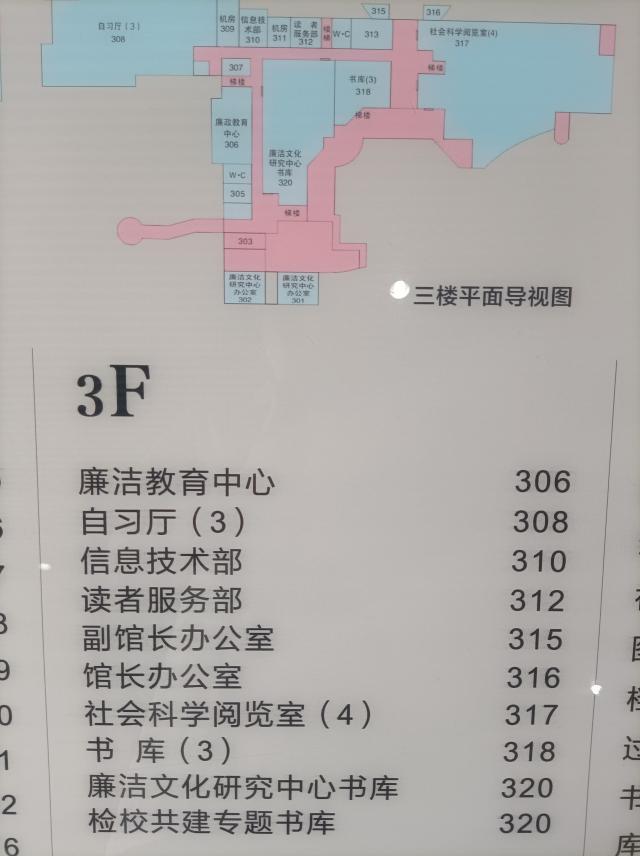 315
316
自习厅（3）
308
机房
309
信息技
术部
310
机房
311
读者
服务部
312
楼
梯
W·C
313
社会科学阅览室(4)
317
307
梯楼
书库(3)
318
梯楼
梯楼
廉政教育
中心
306
廉洁文化
研究中心
书库
320
W·C
305
梯楼
303
廉洁文化
研究中心
办公室
302
廉洁文化
研究中心
办公室
301
三楼平面导视图
3F
廉洁教育中心 306
自习厅（3） 308
信息技术部 310
读者服务部 312
副馆长办公室 315
馆长办公室 316
社会科学阅览室（4） 317
书 库（3） 318
廉洁文化研究中心书库 320
检校共建专题书库 320